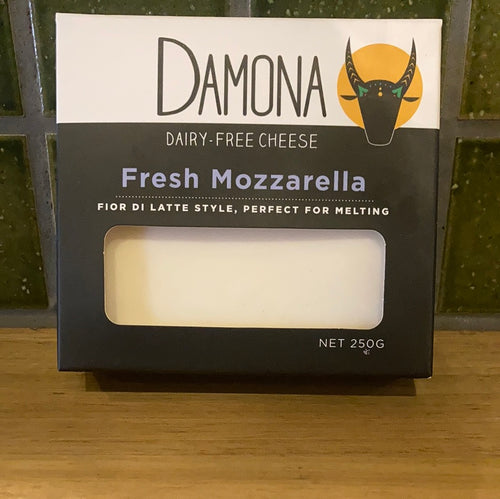 DAMONA
DAIRY-FREE CHEESE
Fresh Mozzarella
FIOR DI LATTE STYLE, PERFECT FOR MELTING
NET 250G